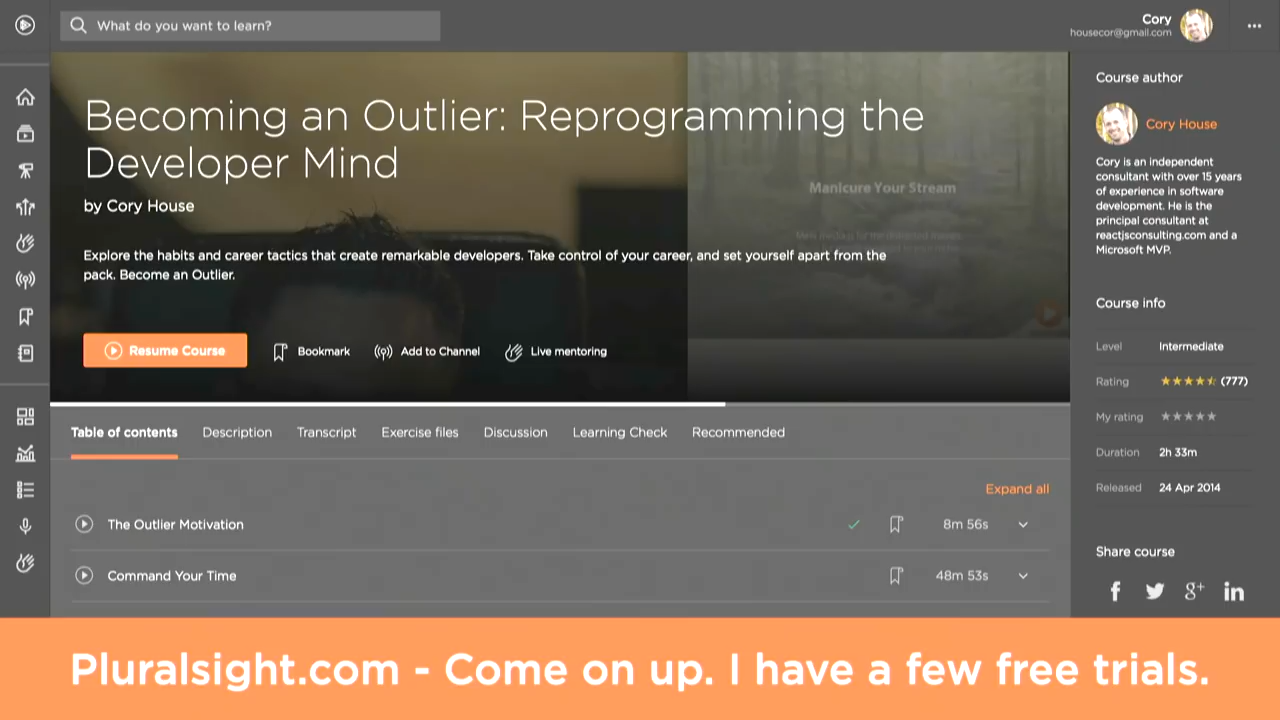 What do you want to learn?
Cory
housecor@gmail.com
Becoming an Outlier: Reprogramming the
Developer Mind
by Cory House
Explore the habits and career tactics that create remarkable developers. Take control of your career, and set yourself apart from the
pack. Become an Outlier.
Manicure Your Stream
Resume Course
Bookmark
Add to Channel
Live mentoring
Course author
Cory House
Cory is an independent
consultant with over 15 years
of experience in software
development. He is the
principal consultant at
reactjsconsulting.com and a
Microsoft MVP.
Course info
Level Intermediate
Rating (777)
My rating
Duration 2h 33m
Released 24 Apr 2014
Share course
Table of contents Description Transcript Exercise files Discussion Learning Check Recommended
Expand all
The Outlier Motivation 8m 56s
Command Your Time 48m 53s
Pluralsight.com - Come on up. I have a few free trials.